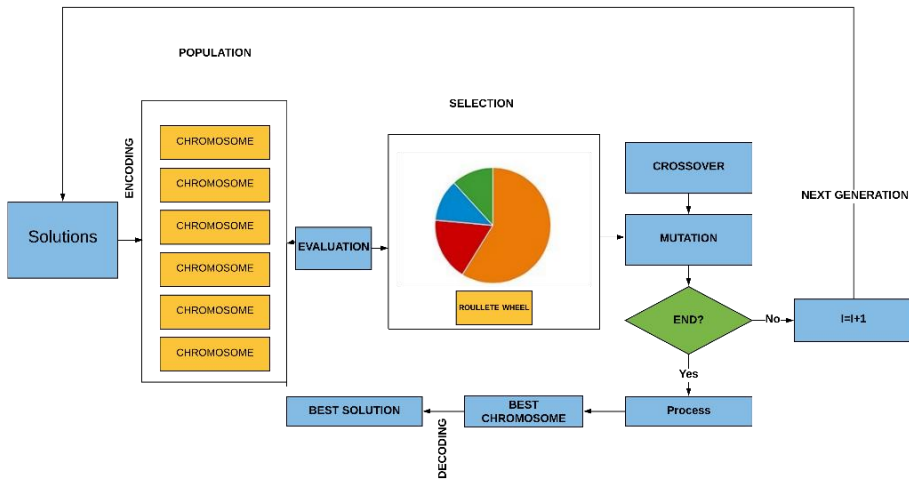 POPULATION
SELECTION
ENCODING
CHROMOSOME
CHROMOSOME
CHROMOSOME
CHROMOSOME
CHROMOSOME
CHROMOSOME
Solutions
EVALUATION
ROULLETE WHEEL
CROSSOVER
MUTATION
NEXT GENERATION
END?
No
I=I+1
Yes
Process
BEST
CHROMOSOME
DECODING
BEST SOLUTION